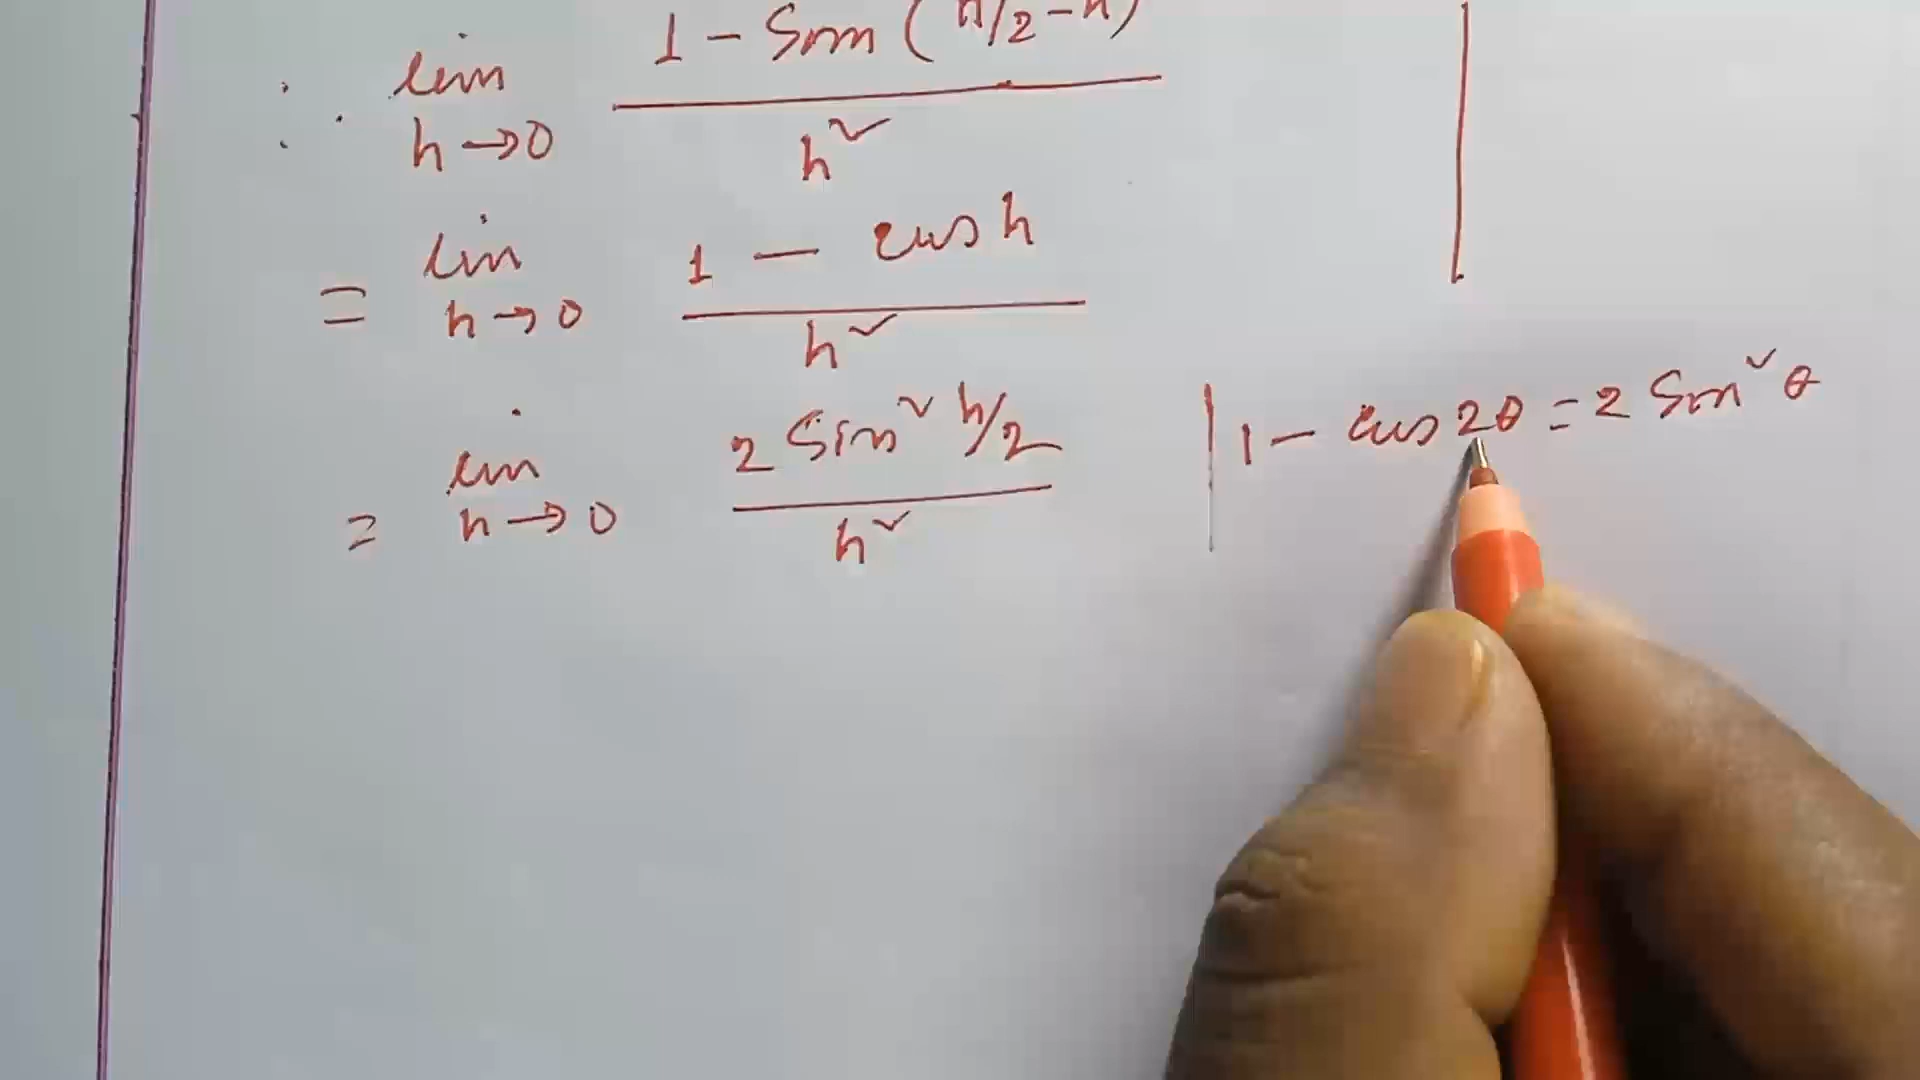 1 - Sin (π/2 - h)
∴ lim h→0 h²
= lim h→0 1 - cos h / h²
= lim h→0 2 Sin² h/2 / h²
1 - cos 2θ = 2 Sin² θ